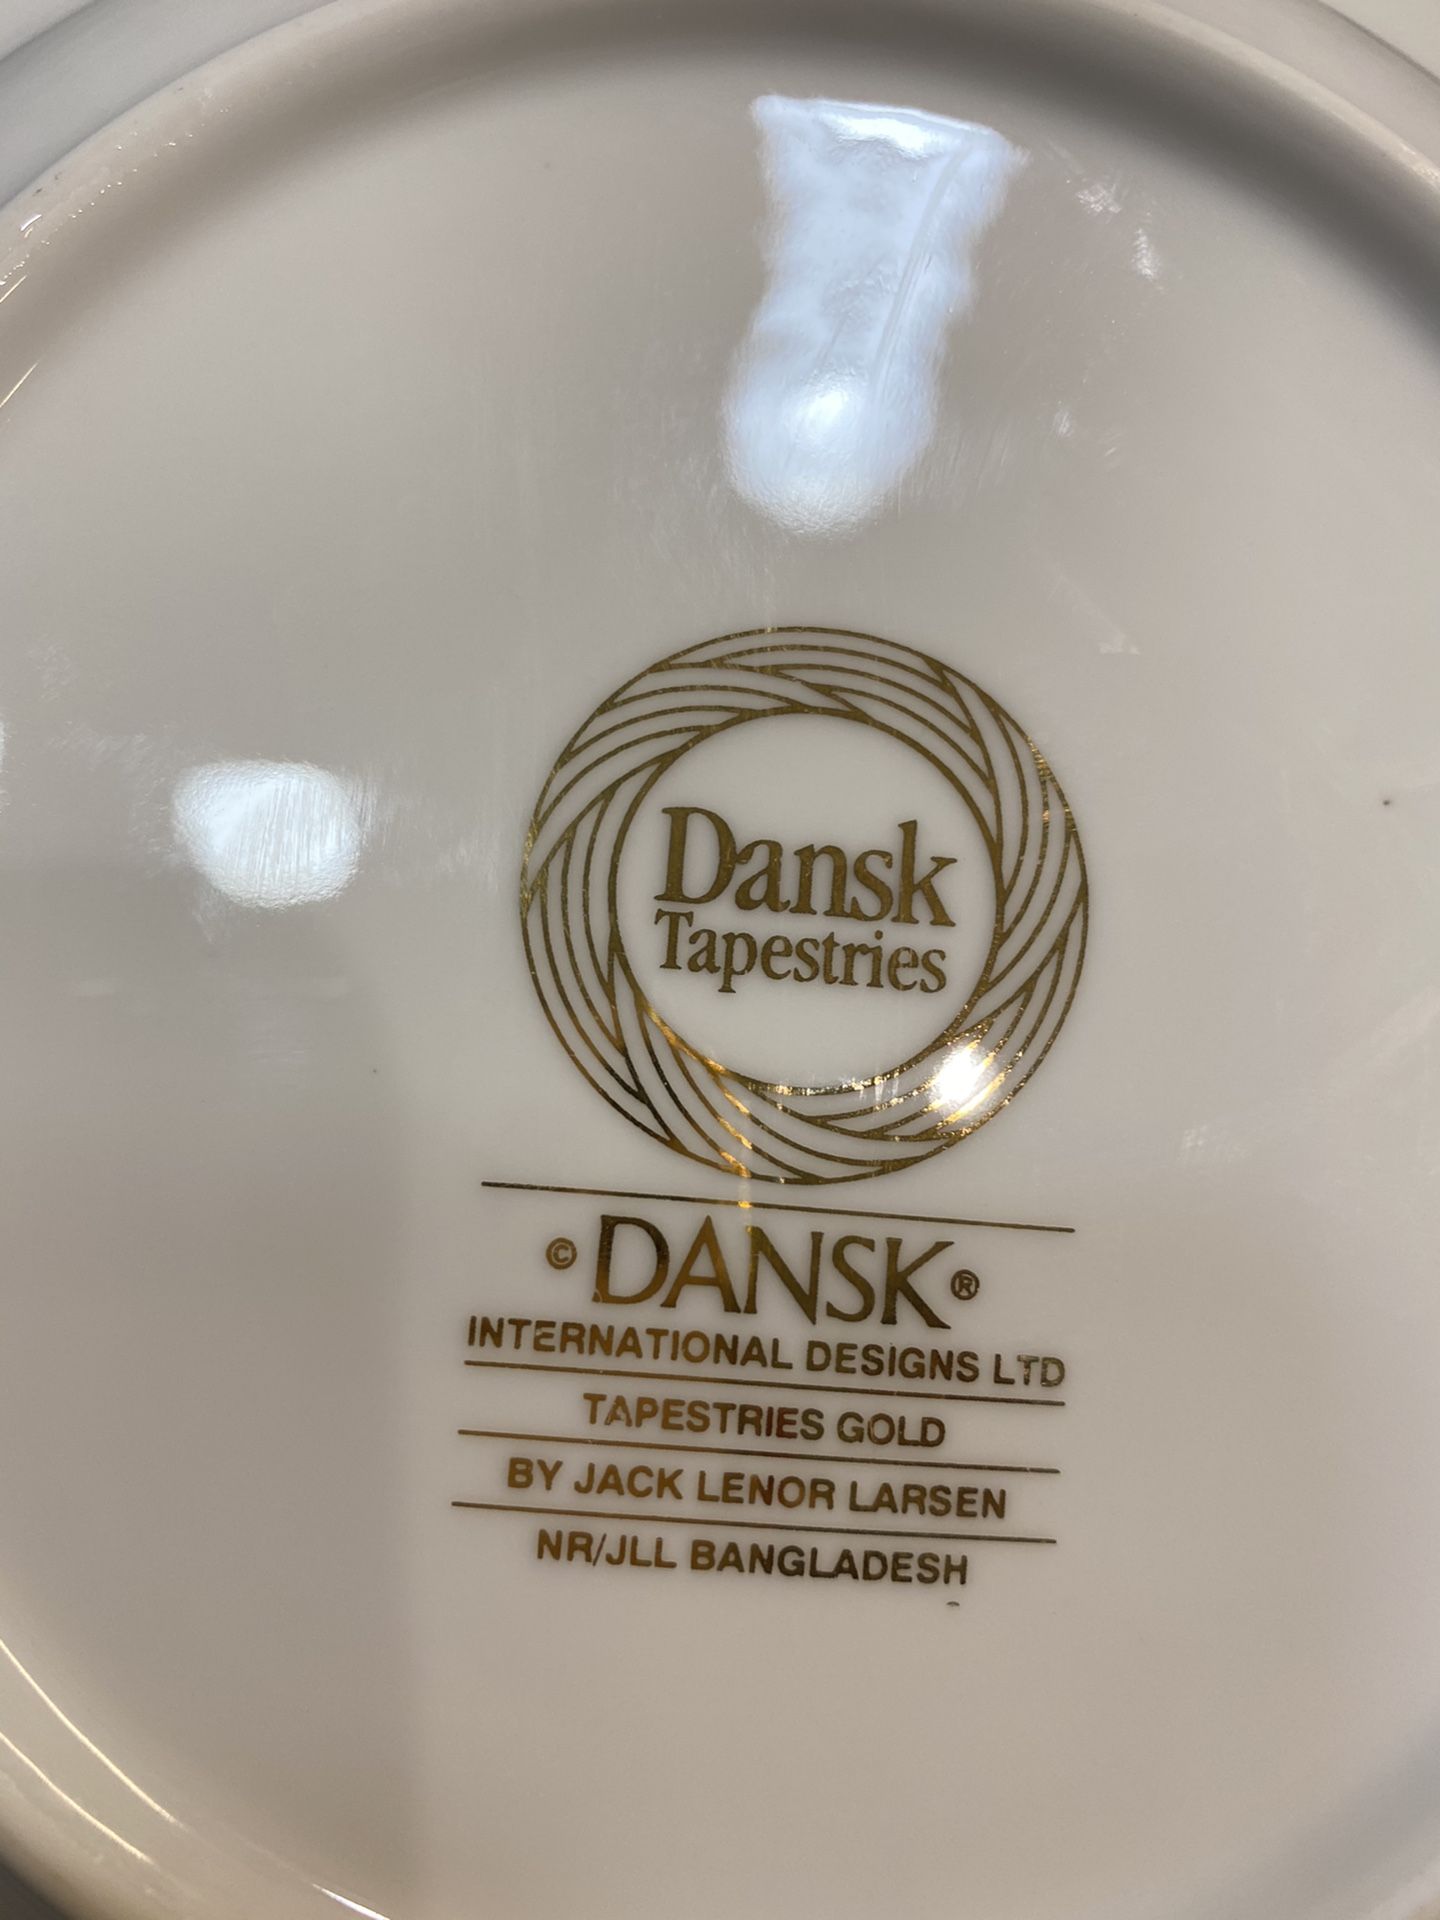 Dansk
Tapestries
© DANSK ®
INTERNATIONAL DESIGNS LTD
TAPESTRIES GOLD
BY JACK LENOR LARSEN
NR/JLL BANGLADESH